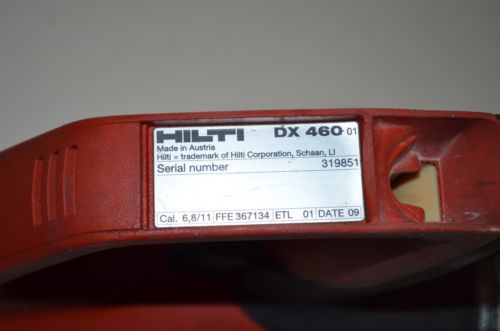 HILTI DX 460 01
Made in Austria
Hilti = trademark of Hilti Corporation, Schaan, LI
Serial number 319851
Cal. 6,8/11 FFE 367134 ETL 01 DATE 09